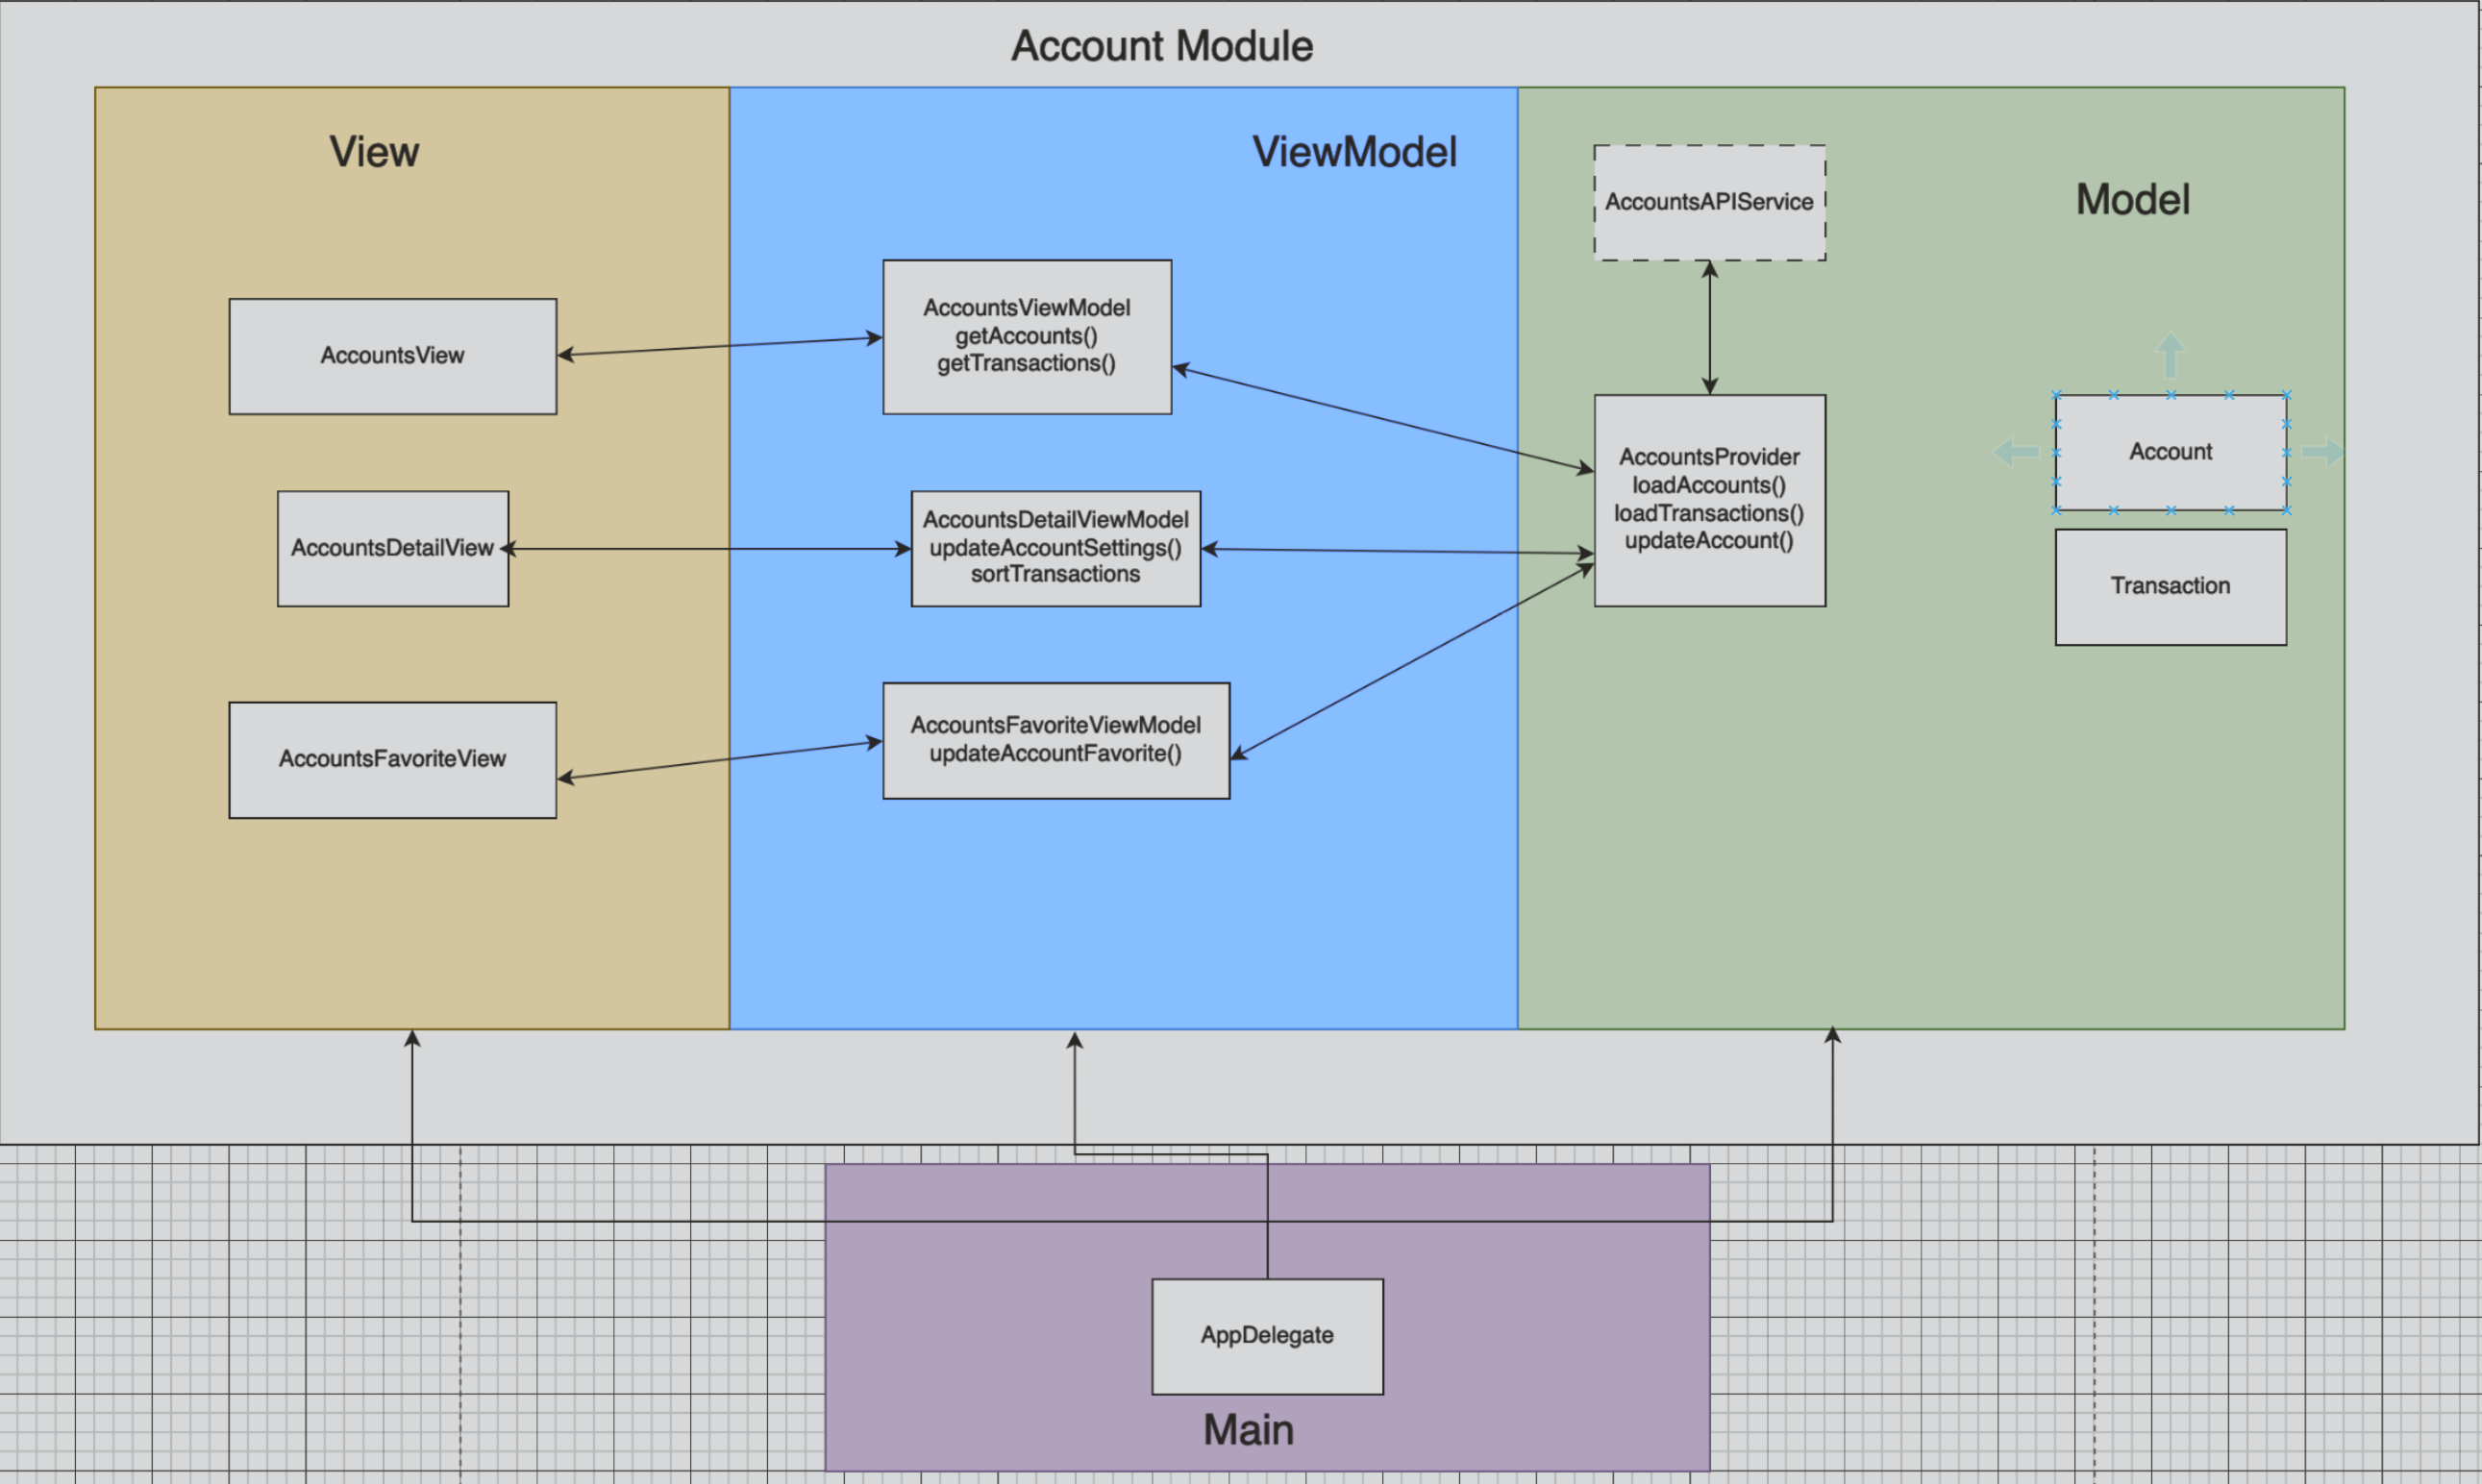 Account Module
View
ViewModel
Model
AccountsAPIService
AccountsView
AccountsViewModel
getAccounts()
getTransactions()
AccountsProvider
loadAccounts()
loadTransactions()
updateAccount()
Account
AccountsDetailView
AccountsDetailViewModel
updateAccountSettings()
sortTransactions
Transaction
AccountsFavoriteView
AccountsFavoriteViewModel
updateAccountFavorite()
AppDelegate
Main